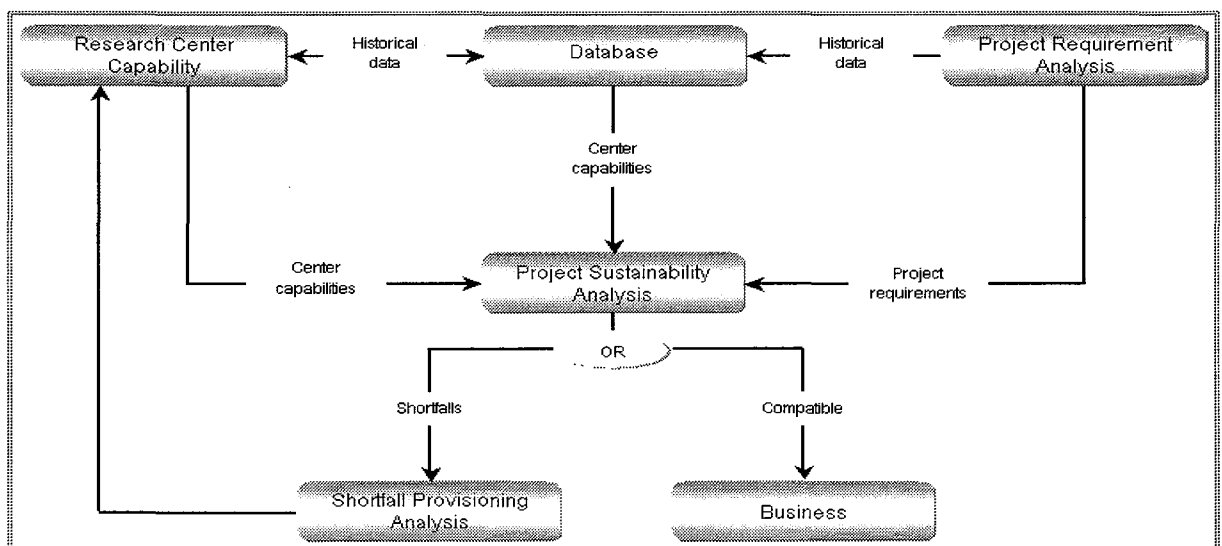 Research Center
Capability
Historical
data
Database
Historical
data
Project Requirement
Analysis
Center
capabilities
Center
capabilities
Project Sustainability
Analysis
Project
requirements
OR
Shortfalls
Compatible
Shortfall Provisioning
Analysis
Business